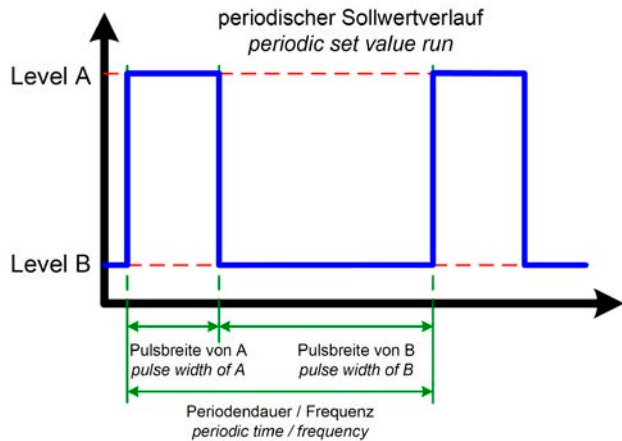 periodischer Sollwertverlauf
periodic set value run
Level A
Level B
Pulsbreite von A
pulse width of A
Pulsbreite von B
pulse width of B
Periodendauer / Frequenz
periodic time / frequency